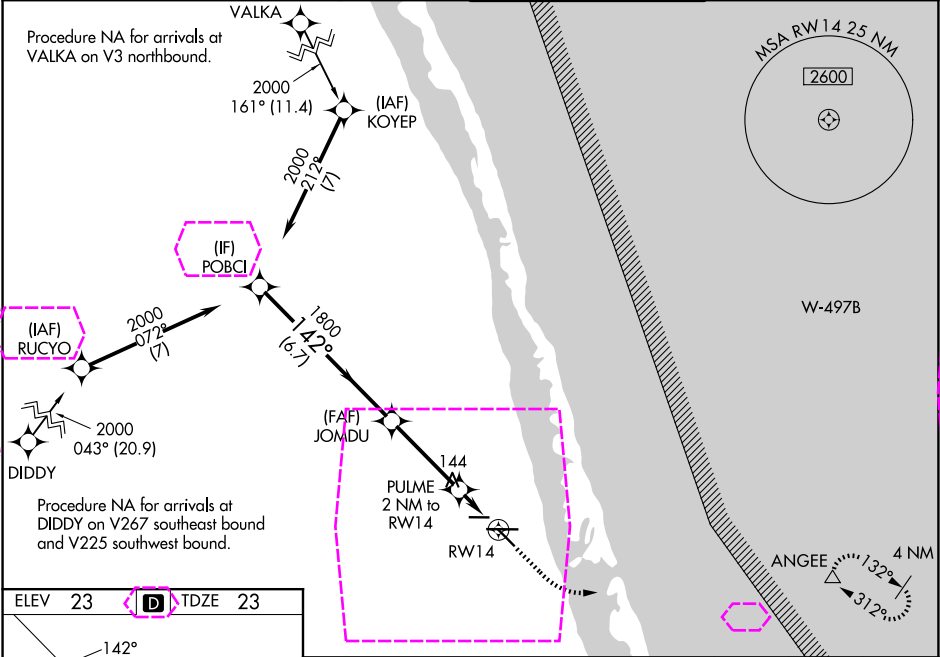 Procedure NA for arrivals at
VALKA on V3 northbound.
VALKA
2000
161° (11.4)
(IAF)
KOYEP
2000
212°
(7)
MSA RW14 25 NM
2600
(IF)
POBCI
(IAF)
RUCYO
2000
072°
(7)
1800
142°
(6.7)
W-497B
2000
043° (20.9)
DIDDY
(FAF)
JOMDU
144
PULME
2 NM to
RW14
RW14
Procedure NA for arrivals at
DIDDY on V267 southeast bound
and V225 southwest bound.
ANGEE
132°
4 NM
312°
ELEV 23 D TDZE 23
142°